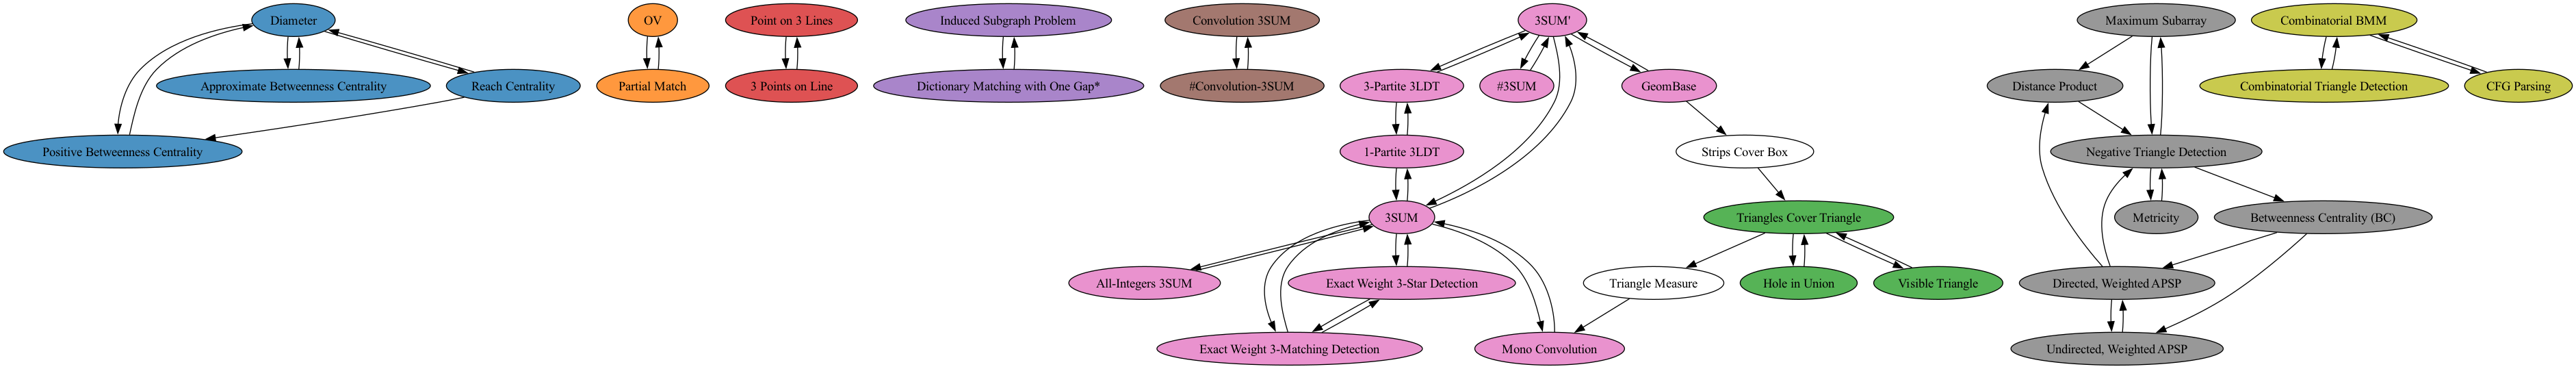 Diameter
OV
Point on 3 Lines
Induced Subgraph Problem
Convolution 3SUM
3SUM'
Maximum Subarray
Combinatorial BMM
Approximate Betweenness Centrality
Reach Centrality
Partial Match
3 Points on Line
Dictionary Matching with One Gap*
#Convolution-3SUM
3-Partite 3LDT
#3SUM
GeomBase
Distance Product
Combinatorial Triangle Detection
CFG Parsing
Positive Betweenness Centrality
1-Partite 3LDT
Strips Cover Box
Negative Triangle Detection
3SUM
Triangles Cover Triangle
Metricity
Betweenness Centrality (BC)
All-Integers 3SUM
Exact Weight 3-Star Detection
Triangle Measure
Hole in Union
Visible Triangle
Directed, Weighted APSP
Exact Weight 3-Matching Detection
Mono Convolution
Undirected, Weighted APSP